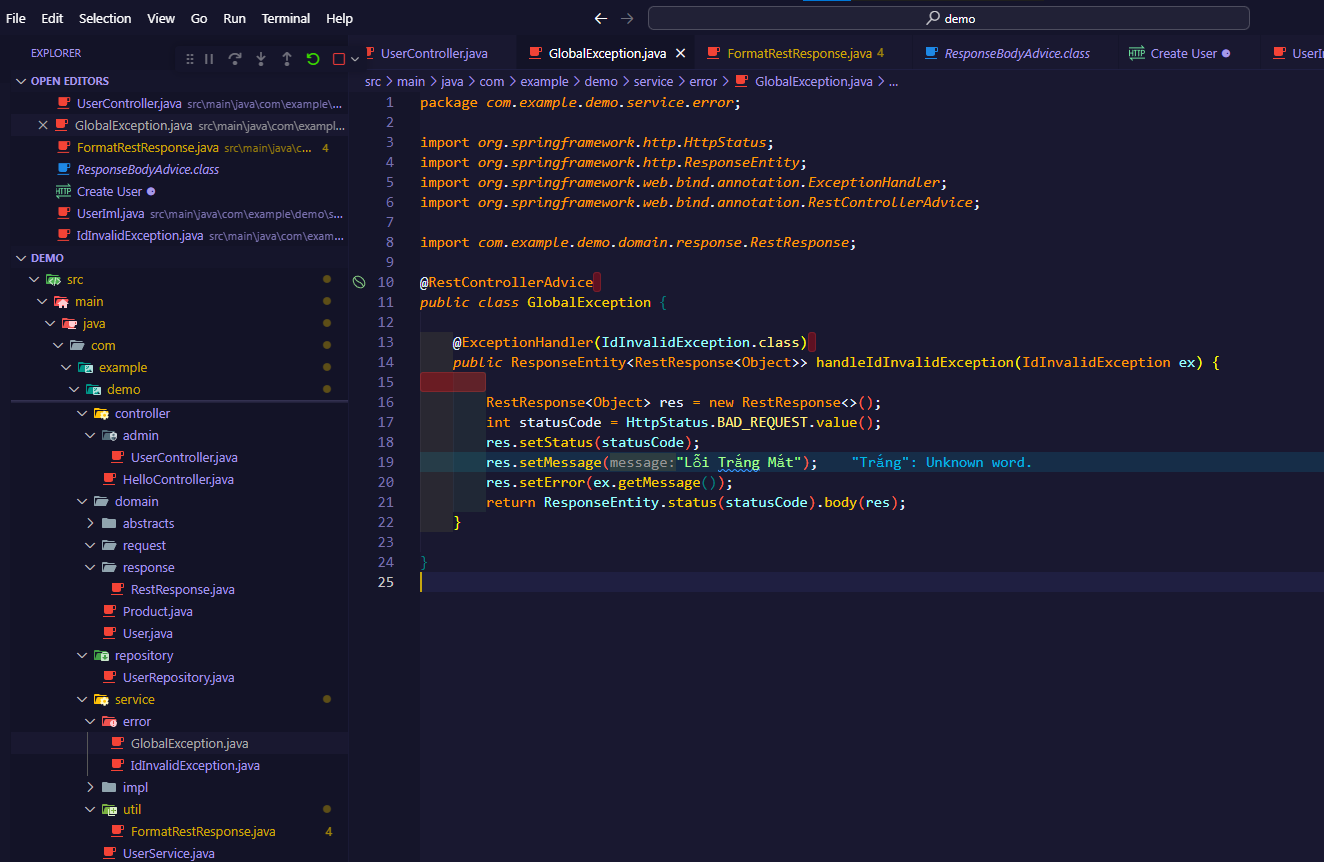 File Edit Selection View Go Run Terminal Help demo
EXPLORER
UserController.java GlobalException.java FormatRestResponse.java 4 ResponseBodyAdvice.class Create User
src > main > java > com > example > demo > service > error > GlobalException.java > ...
OPEN EDITORS
UserController.java src\main\java\com\example\...
GlobalException.java src\main\java\com\exampl...
FormatRestResponse.java src\main\java\c... 4
ResponseBodyAdvice.class
HTTP Create User
UserIml.java src\main\java\com\example\demo\s...
IdInvalidException.java src\main\java\com\exam...
DEMO
src
main
java
com
example
demo
controller
admin
UserController.java
HelloController.java
domain
abstracts
request
response
RestResponse.java
Product.java
User.java
repository
UserRepository.java
service
error
GlobalException.java
IdInvalidException.java
impl
util
FormatRestResponse.java 4
UserService.java
1 package com.example.demo.service.error;
2
3 import org.springframework.http.HttpStatus;
4 import org.springframework.http.ResponseEntity;
5 import org.springframework.web.bind.annotation.ExceptionHandler;
6 import org.springframework.web.bind.annotation.RestControllerAdvice;
7
8 import com.example.demo.domain.response.RestResponse;
9
10 @RestControllerAdvice
11 public class GlobalException {
12
13 @ExceptionHandler(IdInvalidException.class)
14 public ResponseEntity<RestResponse<Object>> handleIdInvalidException(IdInvalidException ex) {
15
16 RestResponse<Object> res = new RestResponse<>();
17 int statusCode = HttpStatus.BAD_REQUEST.value();
18 res.setStatus(statusCode);
19 res.setMessage(message:"Lỗi Trắng Mắt"); "Trắng": Unknown word.
20 res.setError(ex.getMessage());
21 return ResponseEntity.status(statusCode).body(res);
22 }
23
24 }
25